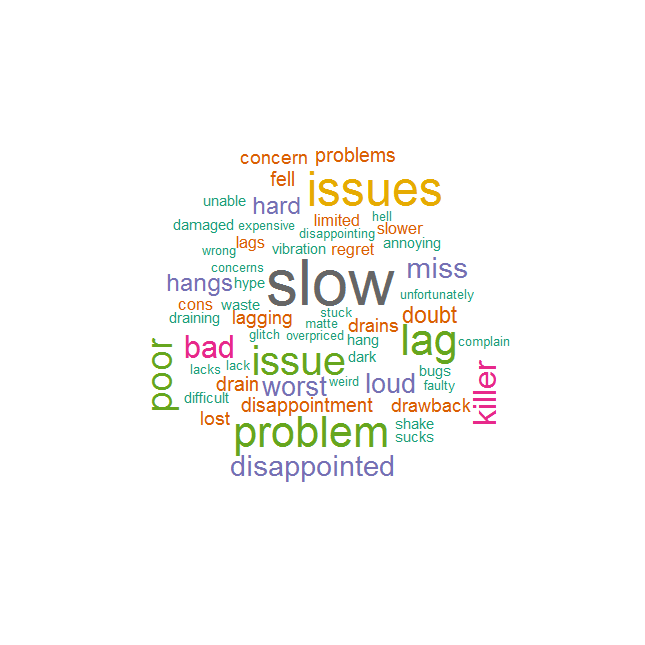 concern problems
fell issues
unable hard limited hell
damaged expensive disappointing slower
wrong lags vibration regret annoying
concerns slow miss
hangs hype unfortunately
cons waste stuck doubt
draining lagging matte drains
glitch overpriced hang lag complain
poor bad issue dark
lacks lack weird bugs killer
drain worst loud faulty
difficult disappointment drawback
lost problem shake
sucks
disappointed